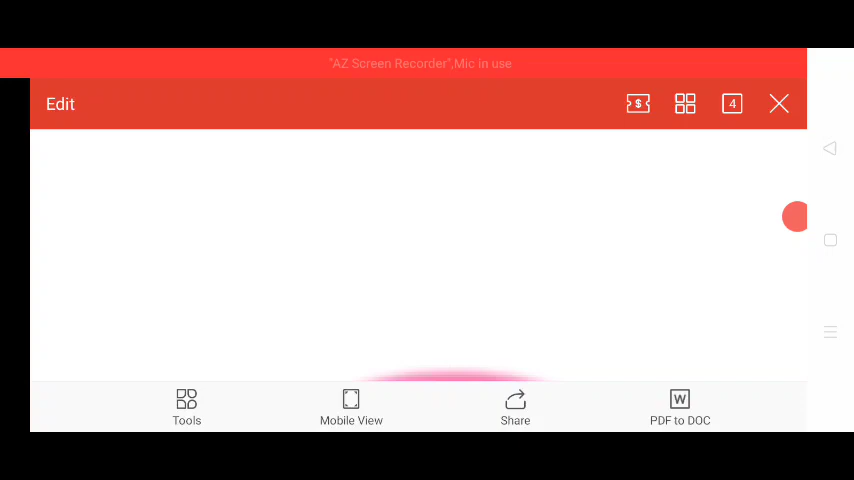 "AZ Screen Recorder",Mic in use
Edit
$
4
W
Tools
Mobile View
Share
PDF to DOC